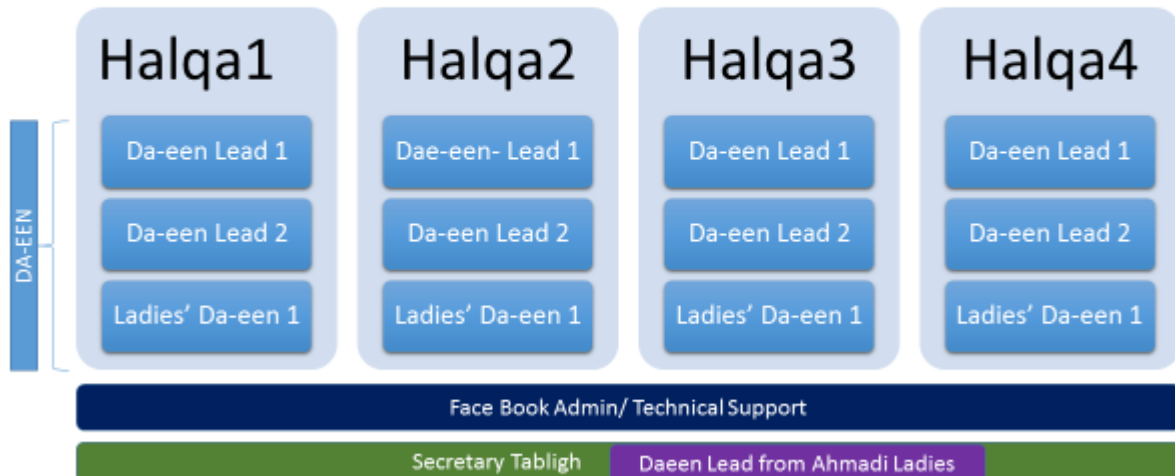 Halqa1 Halqa2 Halqa3 Halqa4
DA-EEN
Da-een Lead 1 Dae-een- Lead 1 Da-een Lead 1 Da-een Lead 1
Da-een Lead 2 Da-een Lead 2 Da-een Lead 2 Da-een Lead 2
Ladies’ Da-een 1 Ladies’ Da-een 1 Ladies’ Da-een 1 Ladies’ Da-een 1
Face Book Admin/ Technical Support
Secretary Tabligh Daeen Lead from Ahmadi Ladies